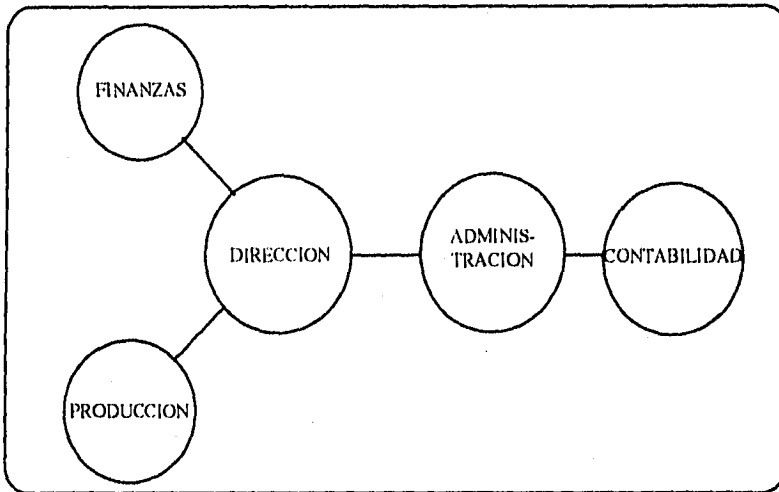 FINANZAS
DIRECCION
ADMINIS-
TRACION
CONTABILIDAD
PRODUCCION